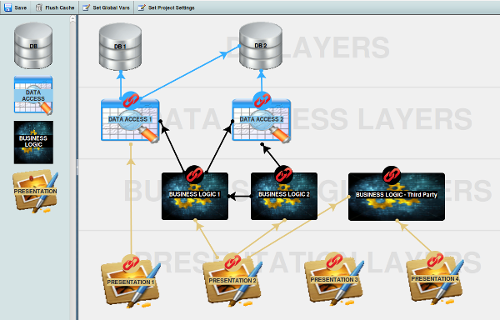 Save Flush Cache Set Global Vars Set Project Settings
DB
DATA
ACCESS
BUSINESS
LOGIC
PRESENTATION
DB LAYERS
DB 1
DB 2
DATA ACCESS LAYERS
DATA ACCESS 1
DATA ACCESS 2
BUSINESS LOGIC LAYERS
BUSINESS LOGIC 1
BUSINESS LOGIC 2
BUSINESS LOGIC - Third Party
PRESENTATION LAYERS
PRESENTATION 1
PRESENTATION 2
PRESENTATION 3
PRESENTATION 4